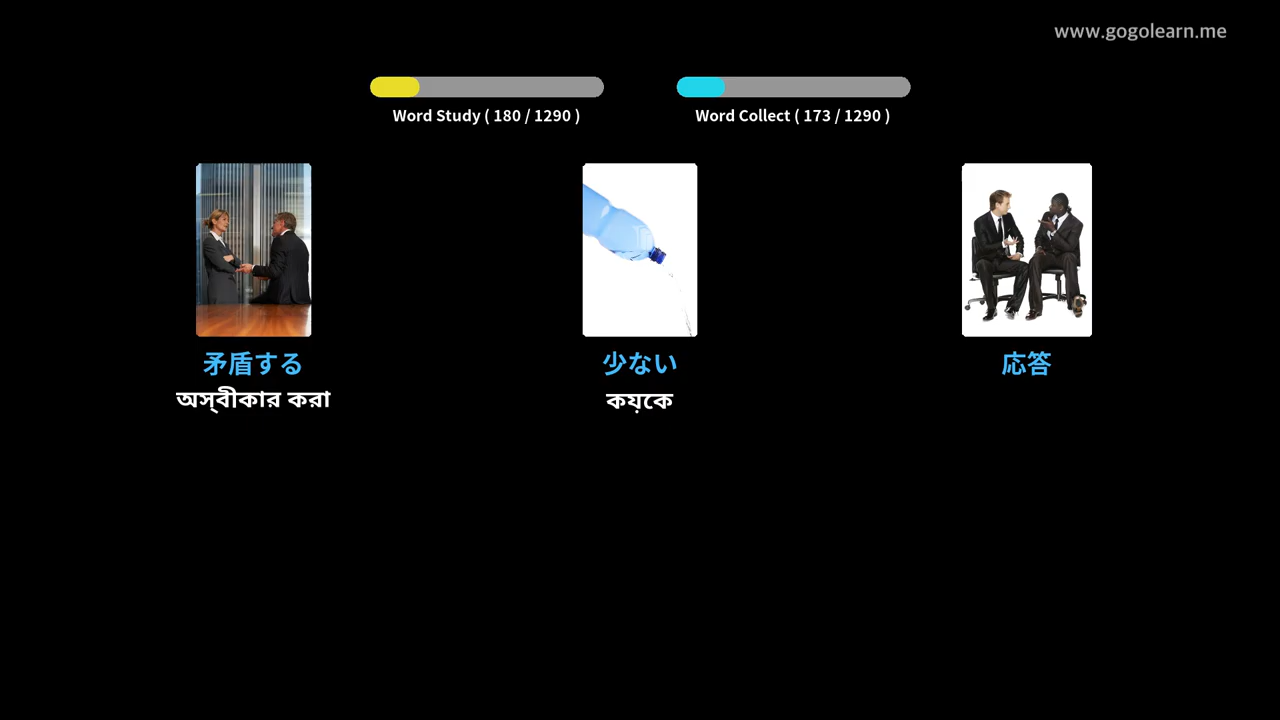 www.gogolearn.me
Word Study ( 180 / 1290 )
Word Collect ( 173 / 1290 )
矛盾する
少ない
応答
অস্বীকার করা
কয়কে